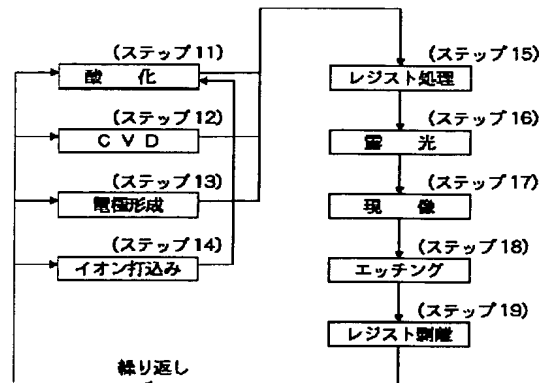 (ステップ11)
酸 化
(ステップ12)
C V D
(ステップ13)
電極形成
(ステップ14)
イオン打込み
(ステップ15)
レジスト処理
(ステップ16)
露 光
(ステップ17)
現 像
(ステップ18)
エッチング
(ステップ19)
レジスト剥離
繰り返し